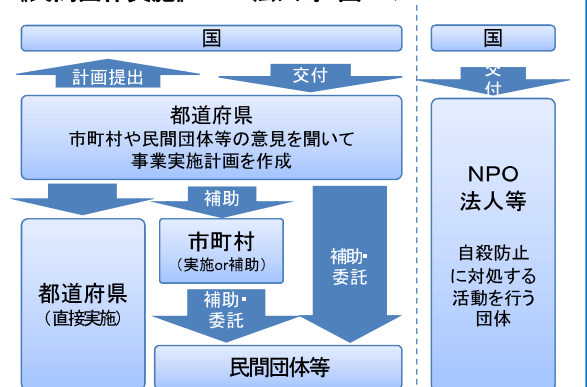 国
計画提出
交付
都道府県
市町村や民間団体等の意見を聞いて
事業実施計画を作成
補助
市町村
(実施or補助)
都道府県
(直接実施)
補助・
委託
補助・
委託
民間団体等
国
交
付
NPO
法人等
自殺防止
に対処する
活動を行う
団体